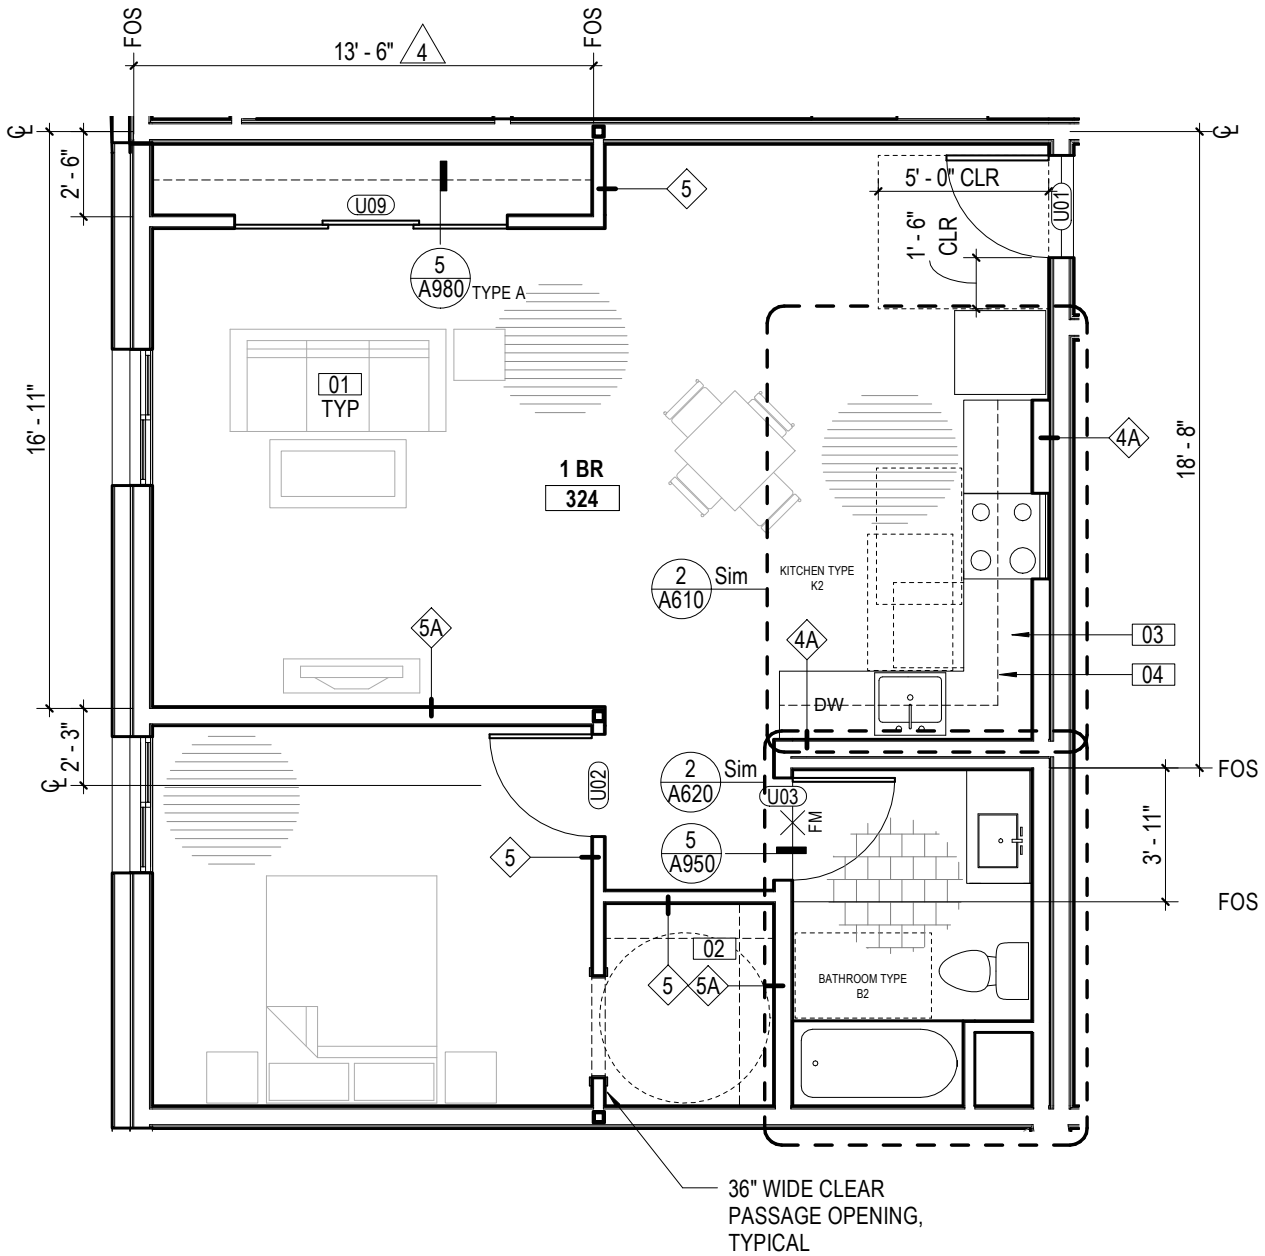 FOS
FOS
13' - 6"
4
℄
℄
2' - 6"
5' - 0" CLR
U09
5
U01
1' - 6"
CLR
5
A980
TYPE A
01
TYP
16' - 11"
1 BR
324
4A
18' - 8"
2
A610
Sim
KITCHEN TYPE
K2
5A
4A
03
04
DW
2' - 3"
℄
2
A620
Sim
U02
U03
FM
FOS
5
5
A950
3' - 11"
FOS
02
5
5A
BATHROOM TYPE
B2
36" WIDE CLEAR
PASSAGE OPENING,
TYPICAL